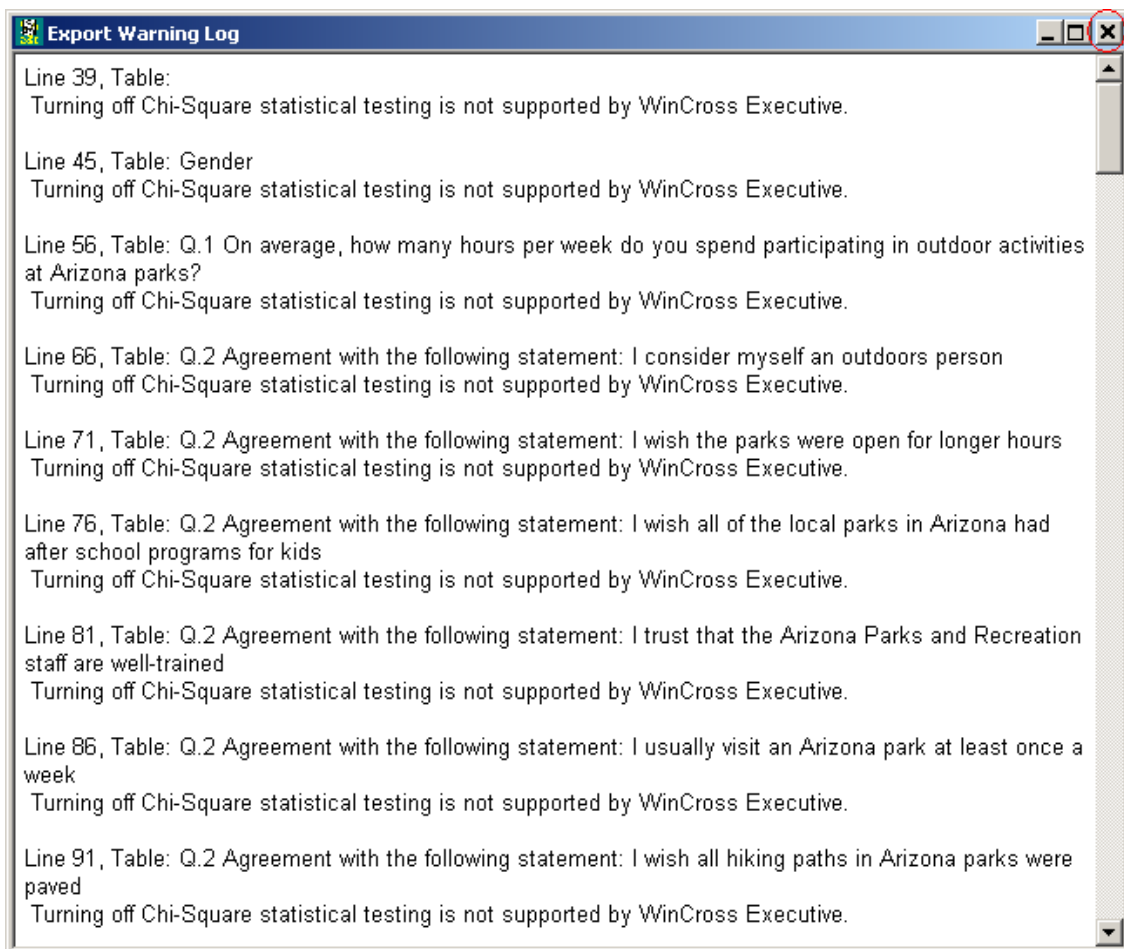 Export Warning Log
Line 39, Table:
Turning off Chi-Square statistical testing is not supported by WinCross Executive.
Line 45, Table: Gender
Turning off Chi-Square statistical testing is not supported by WinCross Executive.
Line 56, Table: Q.1 On average, how many hours per week do you spend participating in outdoor activities
at Arizona parks?
Turning off Chi-Square statistical testing is not supported by WinCross Executive.
Line 66, Table: Q.2 Agreement with the following statement: I consider myself an outdoors person
Turning off Chi-Square statistical testing is not supported by WinCross Executive.
Line 71, Table: Q.2 Agreement with the following statement: I wish the parks were open for longer hours
Turning off Chi-Square statistical testing is not supported by WinCross Executive.
Line 76, Table: Q.2 Agreement with the following statement: I wish all of the local parks in Arizona had
after school programs for kids
Turning off Chi-Square statistical testing is not supported by WinCross Executive.
Line 81, Table: Q.2 Agreement with the following statement: I trust that the Arizona Parks and Recreation
staff are well-trained
Turning off Chi-Square statistical testing is not supported by WinCross Executive.
Line 86, Table: Q.2 Agreement with the following statement: I usually visit an Arizona park at least once a
week
Turning off Chi-Square statistical testing is not supported by WinCross Executive.
Line 91, Table: Q.2 Agreement with the following statement: I wish all hiking paths in Arizona parks were
paved
Turning off Chi-Square statistical testing is not supported by WinCross Executive.